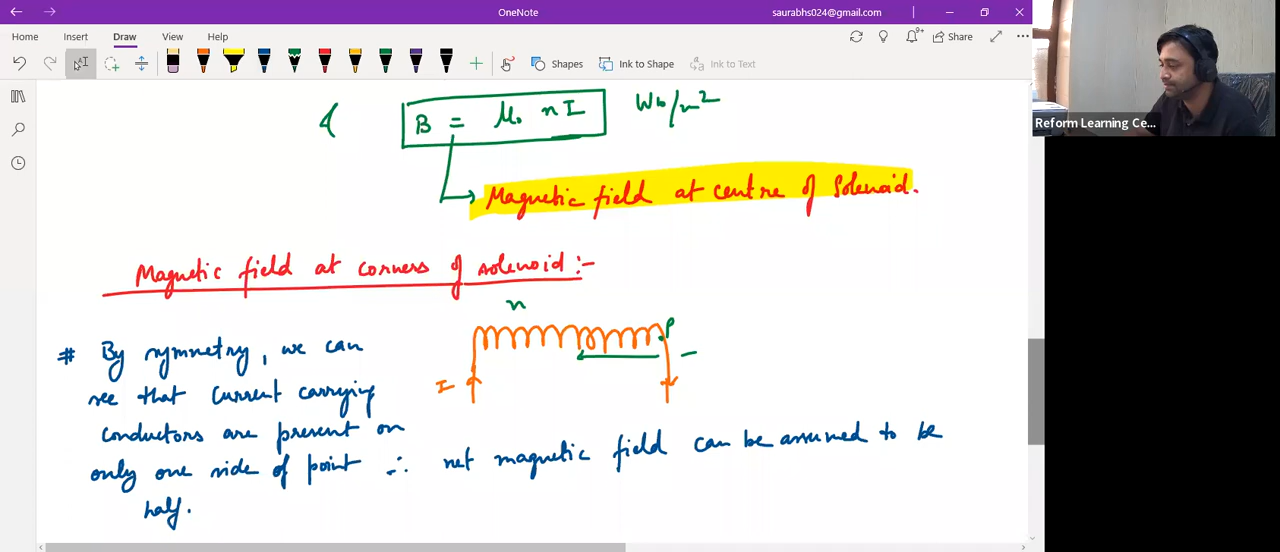 OneNote
saurabhs024@gmail.com
Home Insert Draw View Help
9+ Share
Shapes Ink to Shape Ink to Text
B = μ₀ n I Wb/m²
Magnetic field at centre of Solenoid.
Reform Learning Ce...
Magnetic field at corners of solenoid :-
n
P
I
# By symmetry, we can
see that current carrying
conductors are present on
only one side of point ∴ net magnetic field can be assumed to be
half.